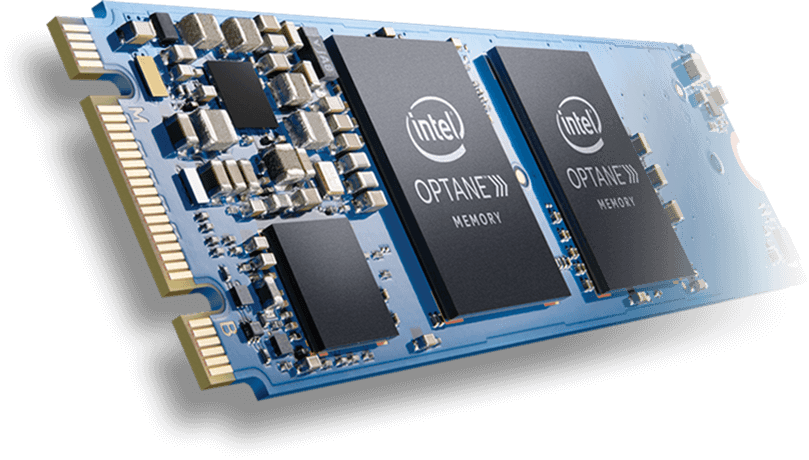 M
B
intel
OPTANE
MEMORY
intel
OPTANE
MEMORY